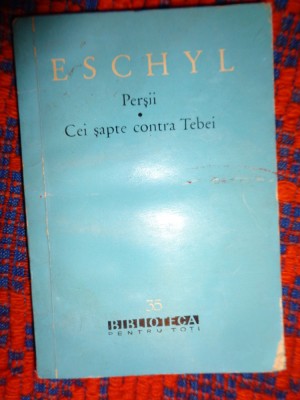 ESCHYL
Perşii
•
Cei şapte contra Tebei
35
BIBLIOTECA
PENTRU TOŢI